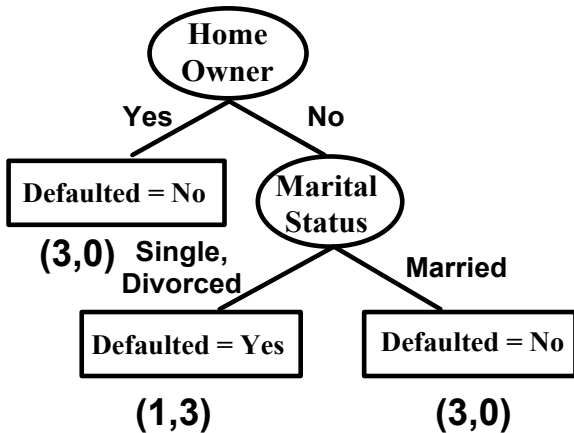 Home
Owner
Yes
No
Defaulted = No
Marital
Status
(3,0)
Single,
Divorced
Married
Defaulted = Yes
Defaulted = No
(1,3)
(3,0)